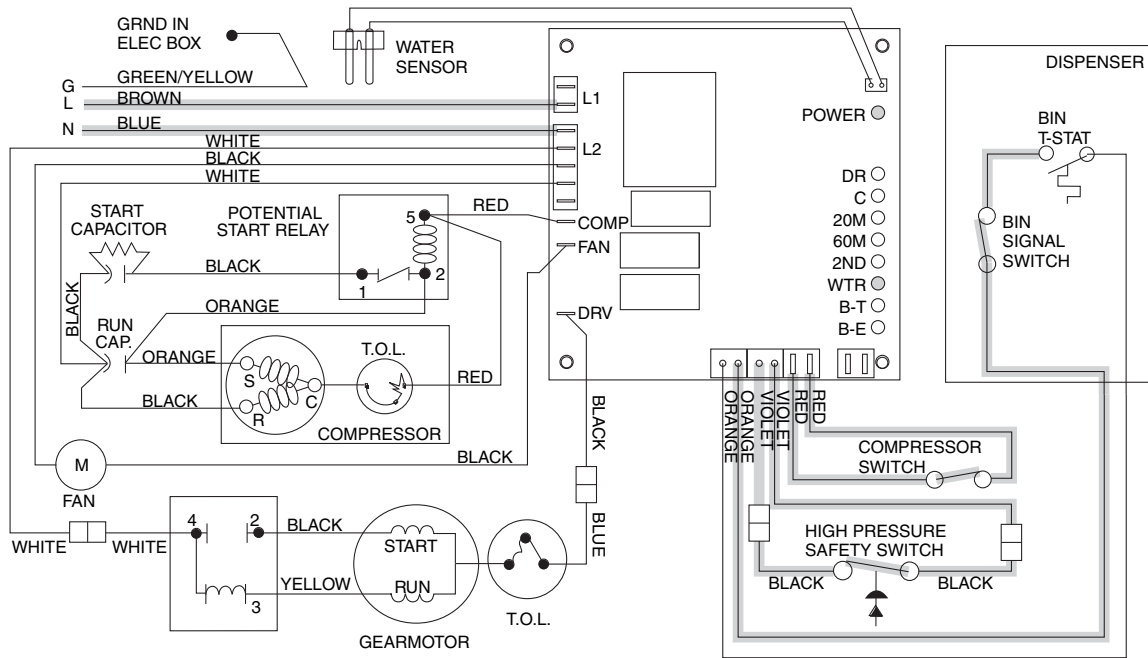 GRND IN
ELEC BOX
WATER
SENSOR
G
GREEN/YELLOW
L
BROWN
N
BLUE
WHITE
BLACK
WHITE
L1
L2
POWER
DR
C
20M
60M
2ND
WTR
B-T
B-E
COMP
FAN
DRV
DISPENSER
BIN
T-STAT
BIN
SIGNAL
SWITCH
START
CAPACITOR
POTENTIAL
START RELAY
5
RED
BLACK
1
2
ORANGE
BLACK
RUN
CAP.
ORANGE
S
C
R
T.O.L.
RED
BLACK
COMPRESSOR
M
FAN
BLACK
BLACK
BLUE
WHITE
WHITE
4
2
BLACK
START
YELLOW
RUN
3
GEARMOTOR
T.O.L.
ORANGE
ORANGE
VIOLET
VIOLET
RED
RED
COMPRESSOR
SWITCH
HIGH PRESSURE
SAFETY SWITCH
BLACK
BLACK